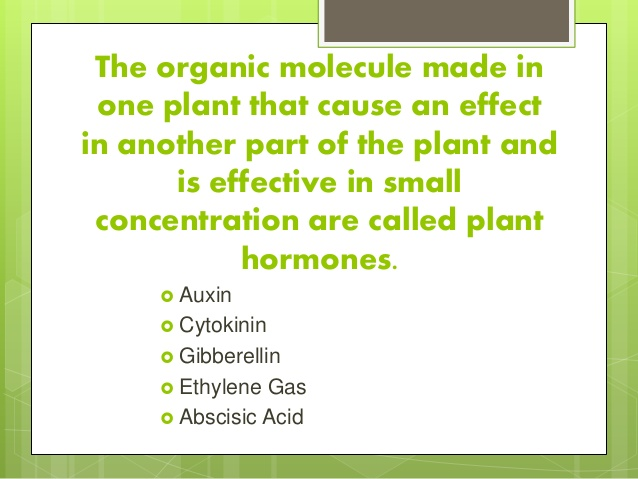 The organic molecule made in
one plant that cause an effect
in another part of the plant and
is effective in small
concentration are called plant
hormones.
Auxin
Cytokinin
Gibberellin
Ethylene Gas
Abscisic Acid